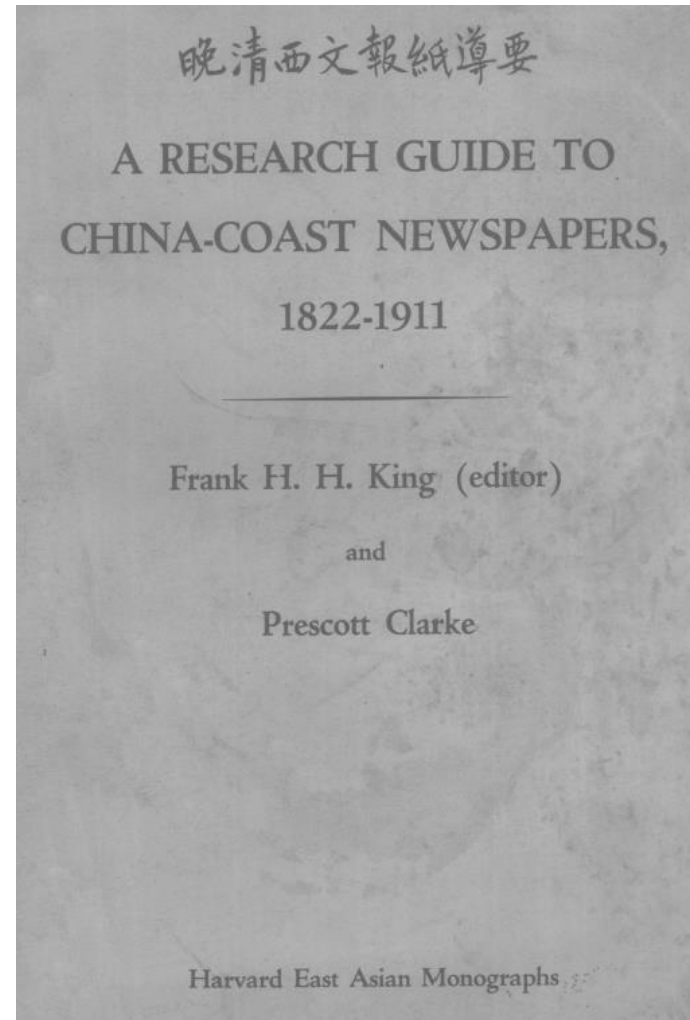 晚清西文報紙導要
A RESEARCH GUIDE TO
CHINA-COAST NEWSPAPERS,
1822-1911
Frank H. H. King (editor)
and
Prescott Clarke
Harvard East Asian Monographs